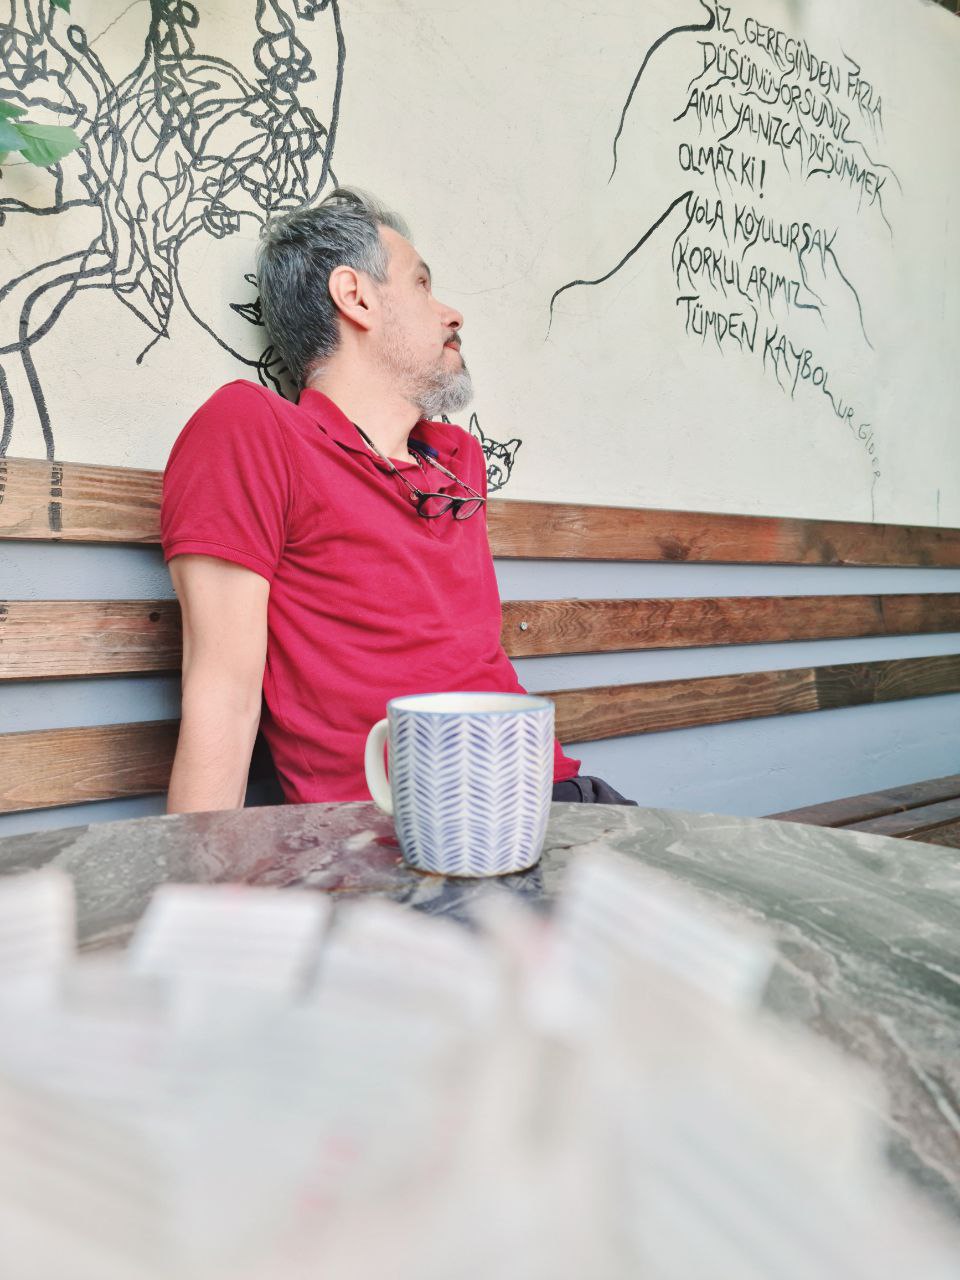 SİZ GEREĞİNDEN FAZLA
DÜŞÜNÜYORSUNUZ
AMA YALNIZCA DÜŞÜNMEK
OLMAZ Kİ!
YOLA KOYULURSAK
KORKULARIMIZ
TÜMDEN KAYBOLUR GİDER